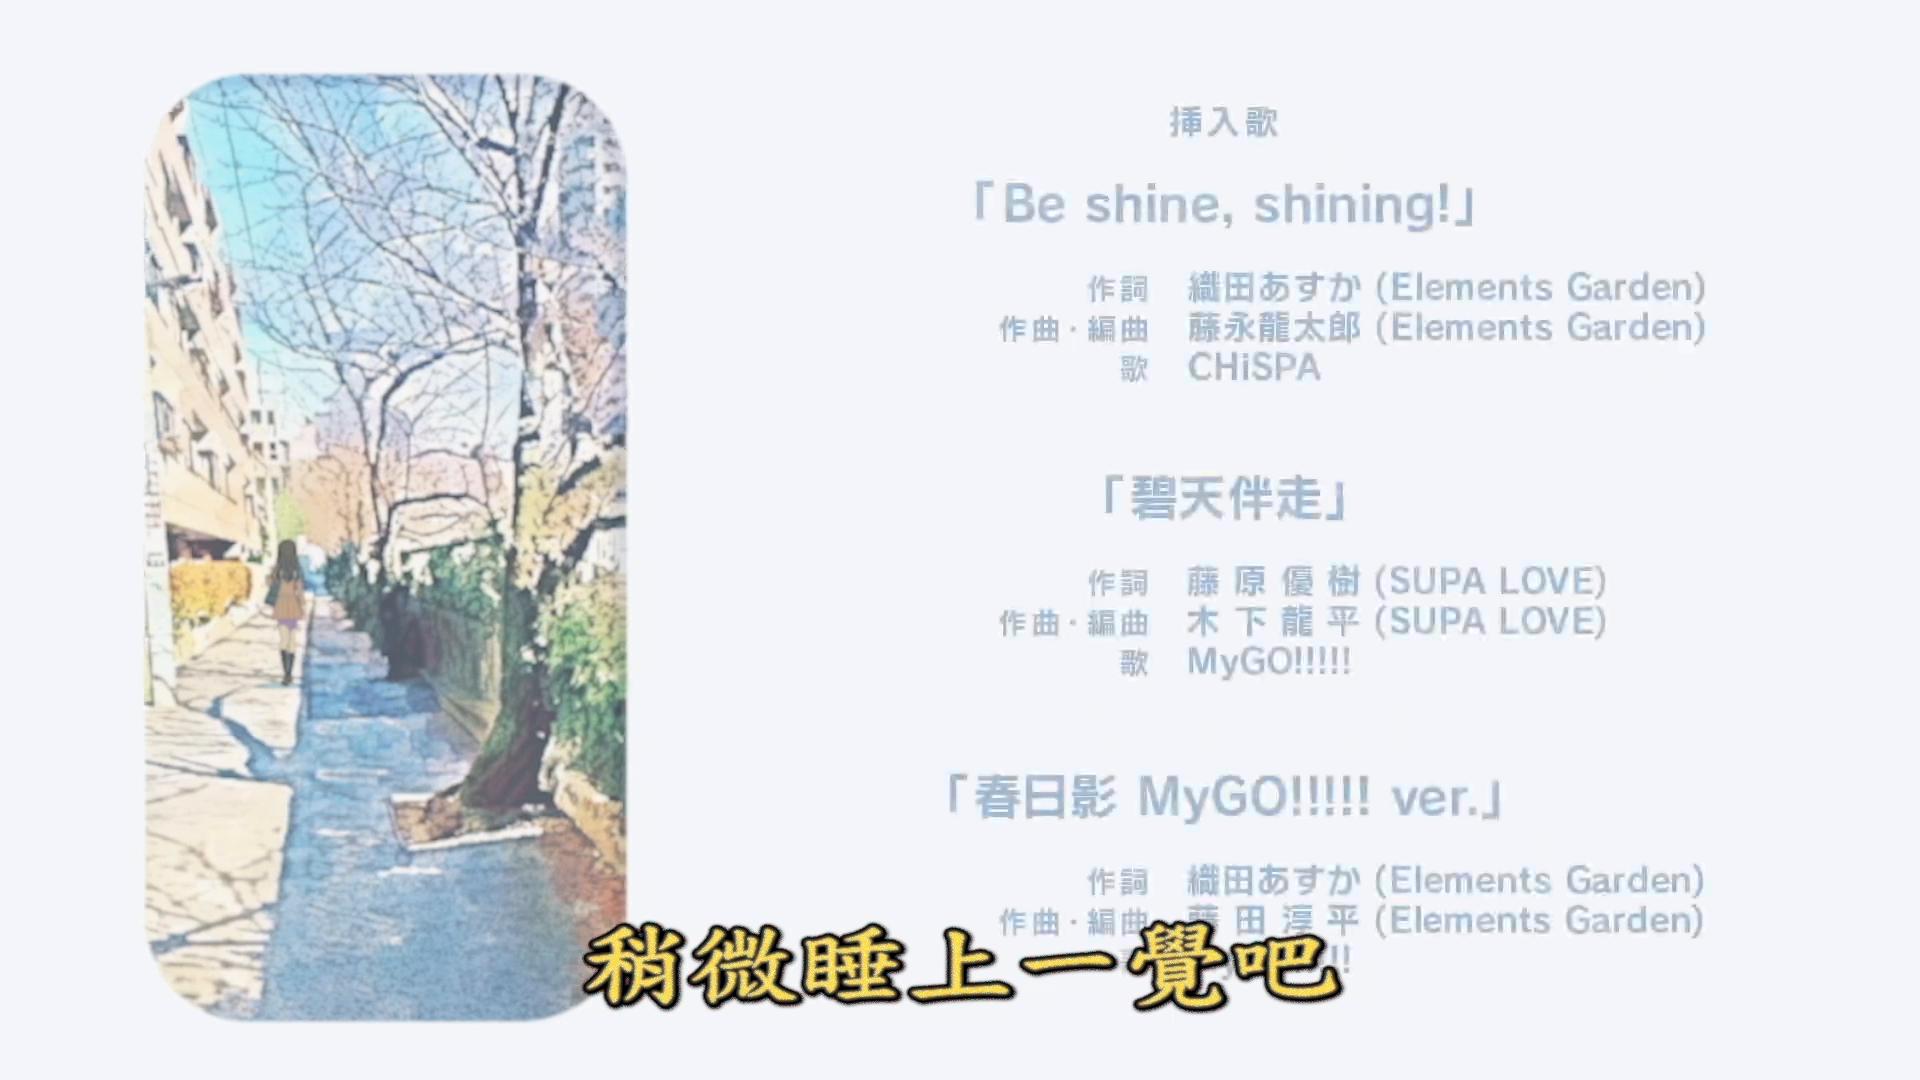 挿入歌
「Be shine, shining!」
作詞 織田あすか (Elements Garden)
作曲・編曲 藤永龍太郎 (Elements Garden)
歌 CHiSPA
「碧天伴走」
作詞 藤原優樹 (SUPA LOVE)
作曲・編曲 木下龍平 (SUPA LOVE)
歌 MyGO!!!!!
「春日影 MyGO!!!!! ver.」
作詞 織田あすか (Elements Garden)
作曲・編曲 藤田淳平 (Elements Garden)
稍微睡上一覺吧